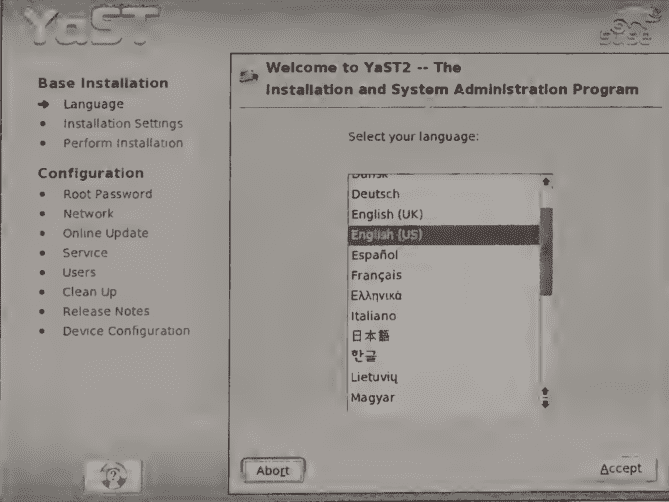 YaST
SuSE
Base Installation
Language
Installation Settings
Perform Installation
Configuration
Root Password
Network
Online Update
Service
Users
Clean Up
Release Notes
Device Configuration
Welcome to YaST2 -- The
Installation and System Administration Program
Select your language:
Dansk
Deutsch
English (UK)
English (US)
Español
Français
Ελληνικά
Italiano
日本語
한글
Lietuvių
Magyar
Abort
Accept